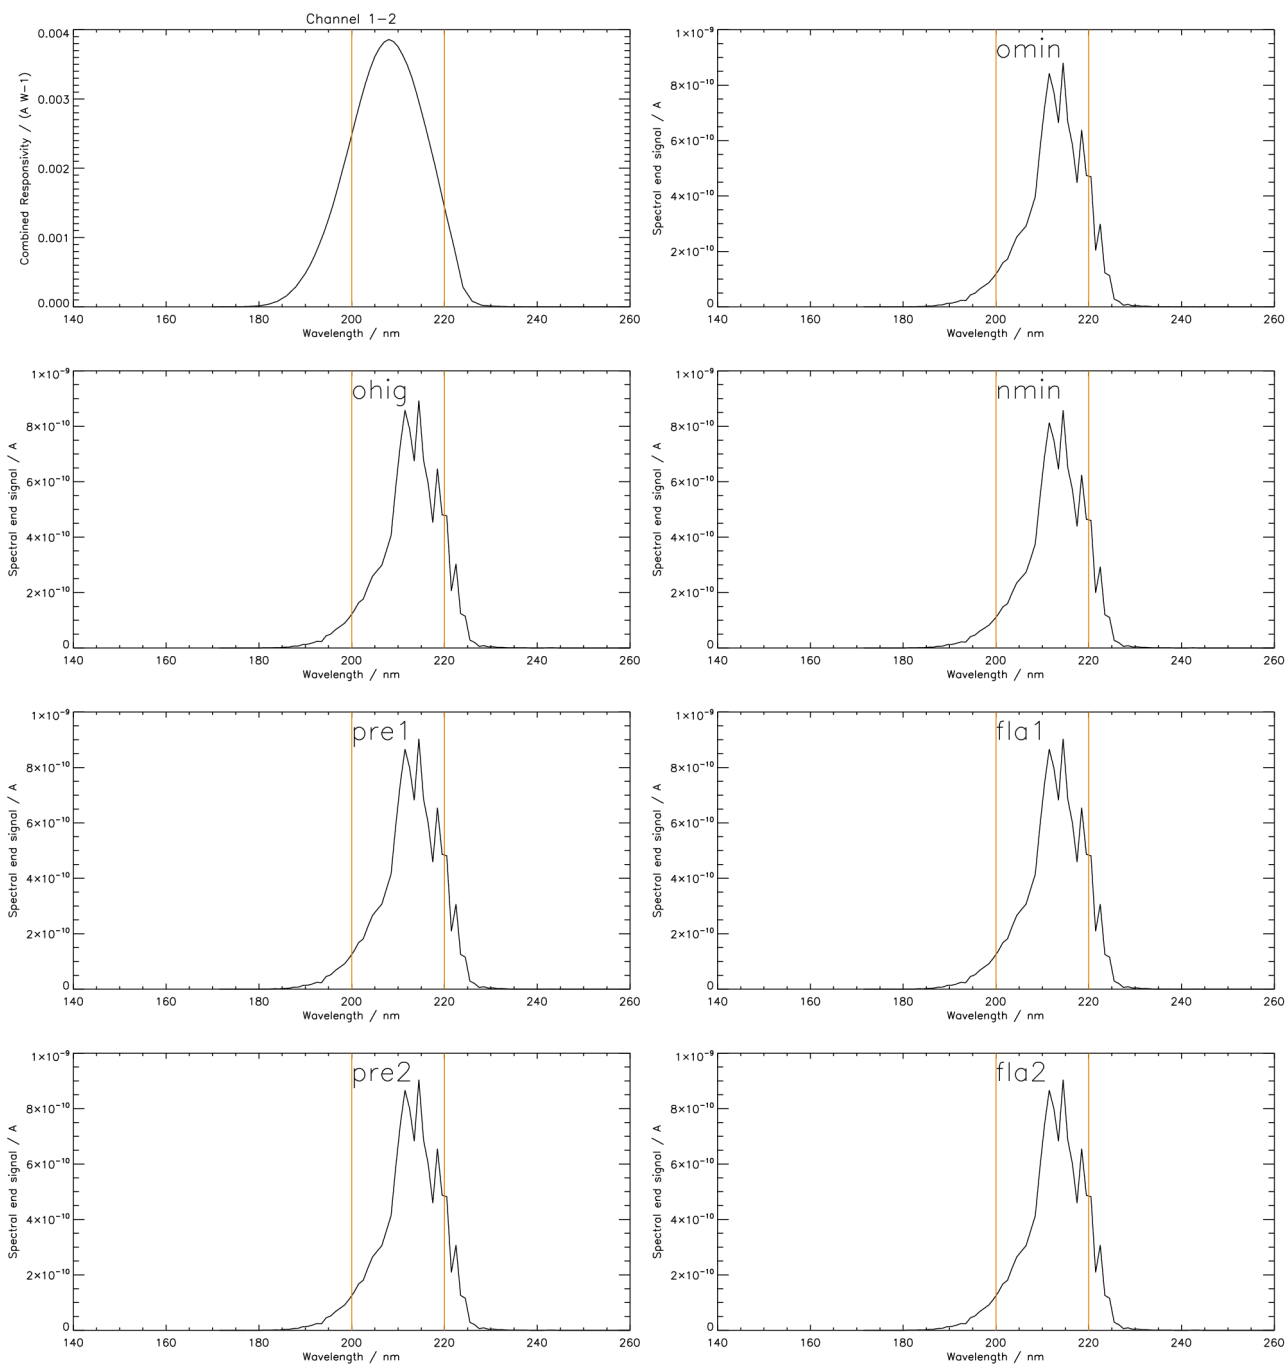 Channel 1-2
Combined Responsivity / (A W-1)
0.004
0.003
0.002
0.001
0.000
140 160 180 200 220 240 260
Wavelength / nm
omin
Spectral end signal / A
1×10⁻⁹
8×10⁻¹⁰
6×10⁻¹⁰
4×10⁻¹⁰
2×10⁻¹⁰
0
140 160 180 200 220 240 260
Wavelength / nm
ohig
Spectral end signal / A
1×10⁻⁹
8×10⁻¹⁰
6×10⁻¹⁰
4×10⁻¹⁰
2×10⁻¹⁰
0
140 160 180 200 220 240 260
Wavelength / nm
nmin
Spectral end signal / A
1×10⁻⁹
8×10⁻¹⁰
6×10⁻¹⁰
4×10⁻¹⁰
2×10⁻¹⁰
0
140 160 180 200 220 240 260
Wavelength / nm
pre1
Spectral end signal / A
1×10⁻⁹
8×10⁻¹⁰
6×10⁻¹⁰
4×10⁻¹⁰
2×10⁻¹⁰
0
140 160 180 200 220 240 260
Wavelength / nm
fla1
Spectral end signal / A
1×10⁻⁹
8×10⁻¹⁰
6×10⁻¹⁰
4×10⁻¹⁰
2×10⁻¹⁰
0
140 160 180 200 220 240 260
Wavelength / nm
pre2
Spectral end signal / A
1×10⁻⁹
8×10⁻¹⁰
6×10⁻¹⁰
4×10⁻¹⁰
2×10⁻¹⁰
0
140 160 180 200 220 240 260
Wavelength / nm
fla2
Spectral end signal / A
1×10⁻⁹
8×10⁻¹⁰
6×10⁻¹⁰
4×10⁻¹⁰
2×10⁻¹⁰
0
140 160 180 200 220 240 260
Wavelength / nm